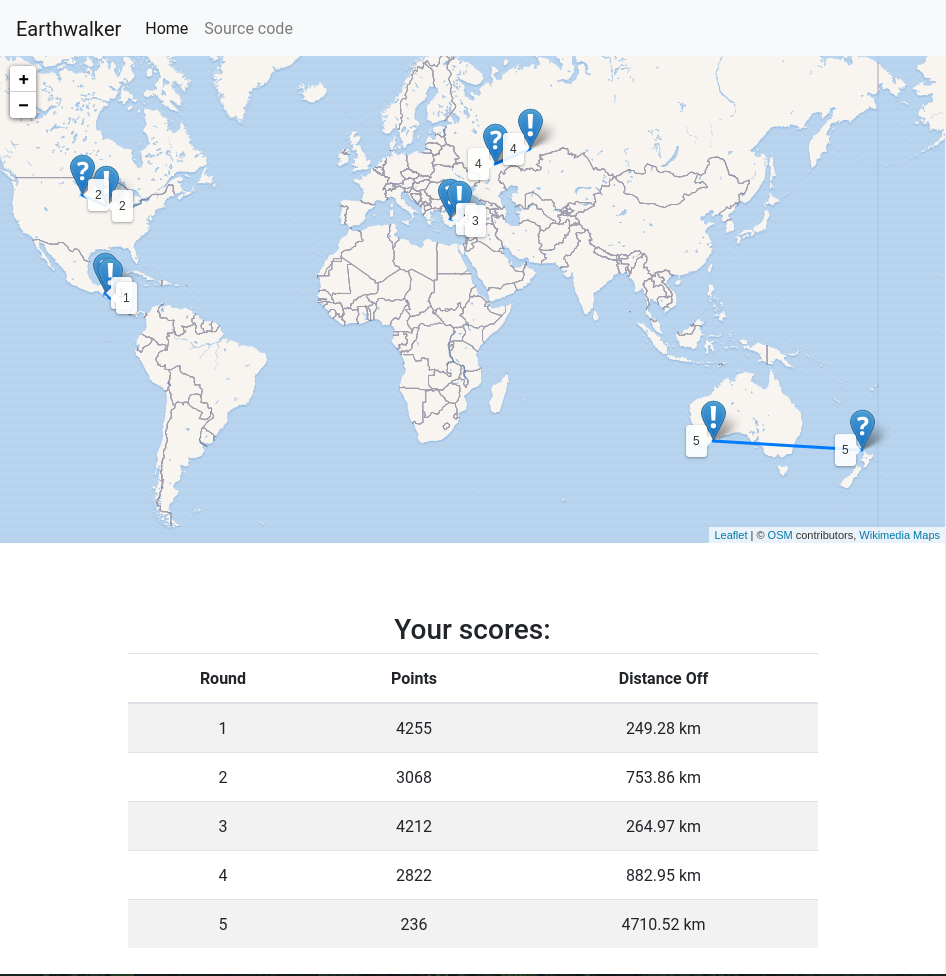 Earthwalker Home Source code
+
−
? !
4 4
? !
2 2
!
3
!
1
! ?
5 5
Leaflet | © OSM contributors, Wikimedia Maps
Your scores:
Round Points Distance Off
1 4255 249.28 km
2 3068 753.86 km
3 4212 264.97 km
4 2822 882.95 km
5 236 4710.52 km